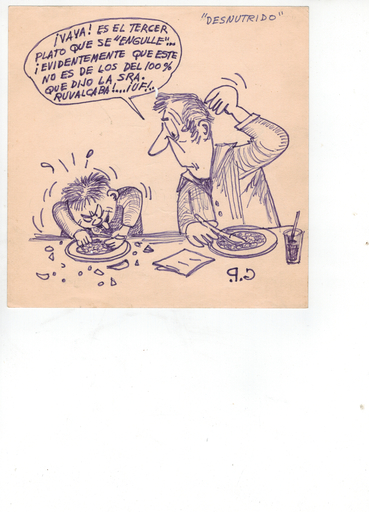 "DESNUTRIDO"
¡VAYA! ES EL TERCER
PLATO QUE SE "ENGULLE"...
¡EVIDENTEMENTE QUE ESTE
NO ES DE LOS DEL 100%
QUE DIJO LA SRA.
RUVALCABA!...¡UF!..